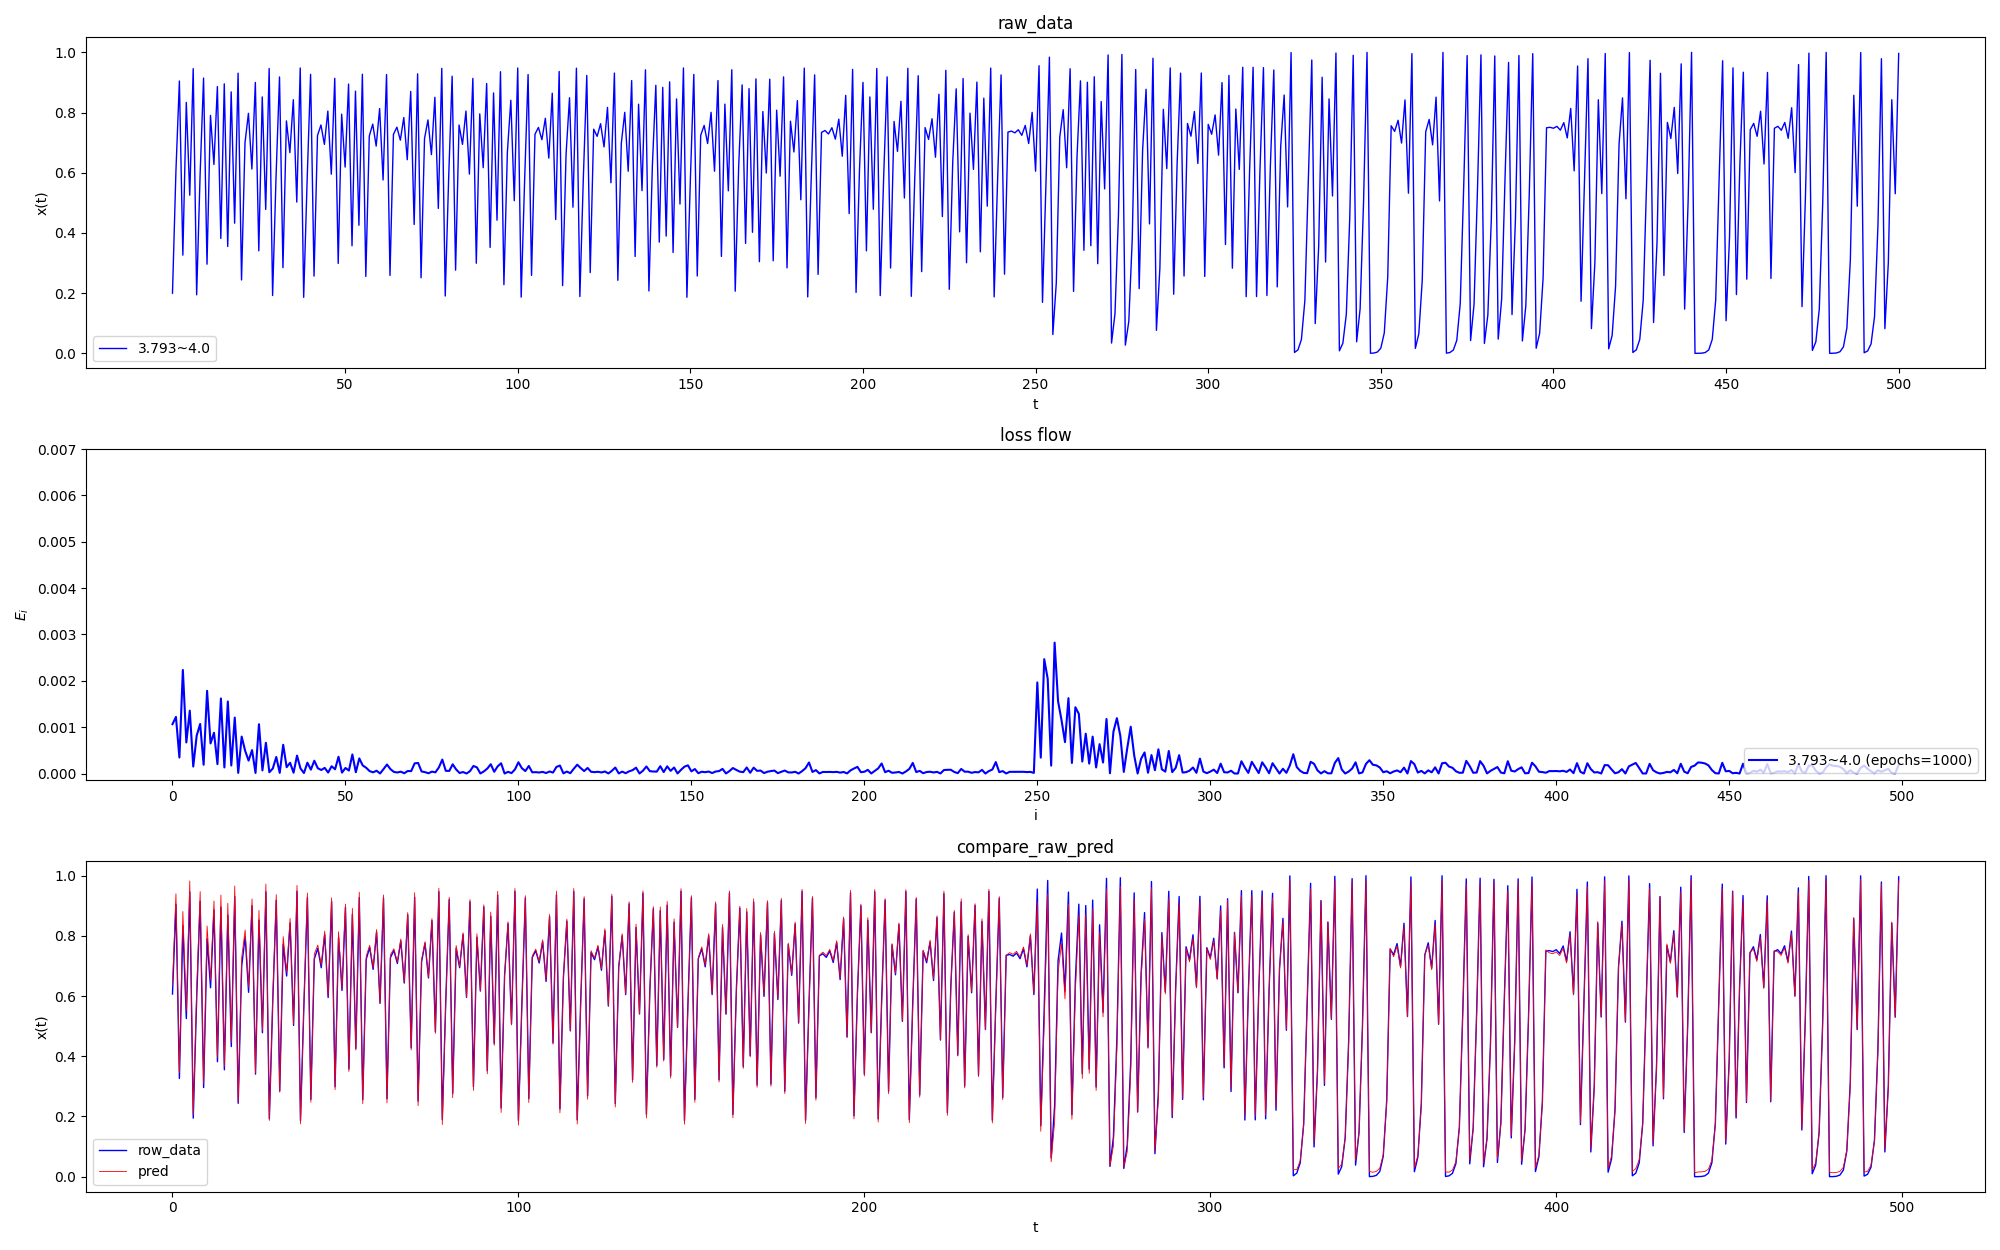 raw_data
1.0
0.8
0.6
0.4
0.2
0.0
x(t)
3.793~4.0
50 100 150 200 250 300 350 400 450 500
t
loss flow
0.007
0.006
0.005
0.004
0.003
0.002
0.001
0.000
E_i
3.793~4.0 (epochs=1000)
0 50 100 150 200 250 300 350 400 450 500
i
compare_raw_pred
1.0
0.8
0.6
0.4
0.2
0.0
x(t)
row_data
pred
0 100 200 300 400 500
t